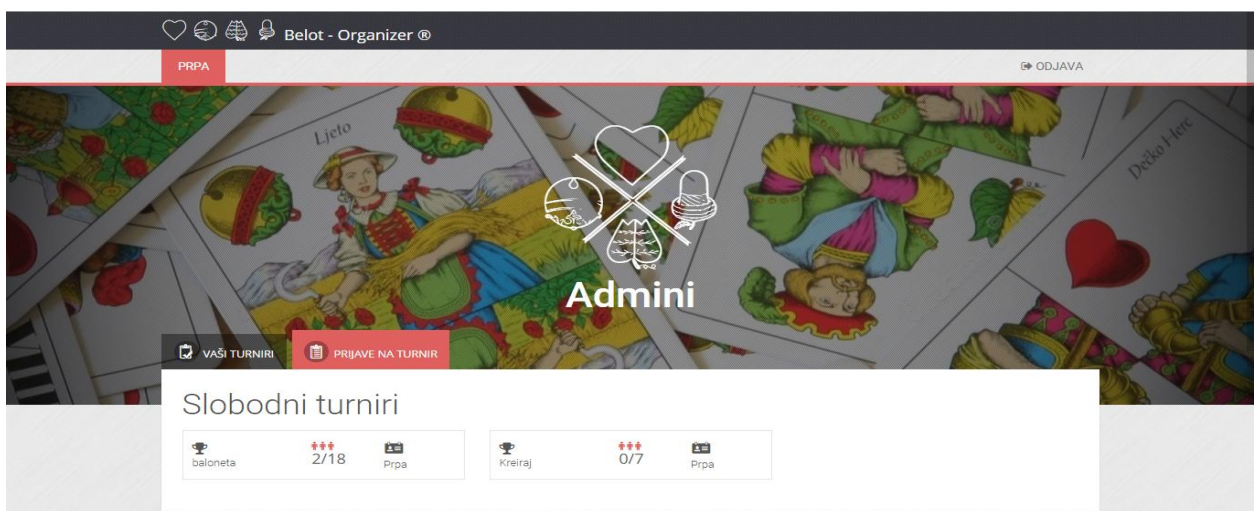 Belot - Organizer ®
PRPA
ODJAVA
Ljeto
Dečko Herc
Admini
VAŠI TURNIRI
PRIJAVE NA TURNIR
Slobodni turniri
baloneta
2/18
Prpa
Kreiraj
0/7
Prpa